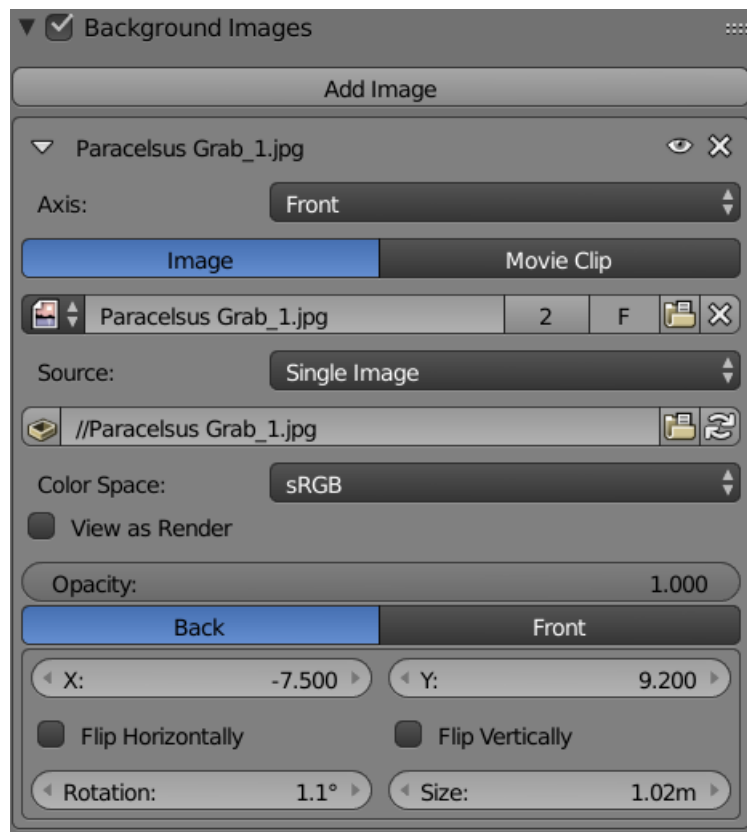 Background Images
Add Image
Paracelsus Grab_1.jpg
Axis: Front
Image Movie Clip
Paracelsus Grab_1.jpg 2 F
Source: Single Image
//Paracelsus Grab_1.jpg
Color Space: sRGB
View as Render
Opacity: 1.000
Back Front
X: -7.500 Y: 9.200
Flip Horizontally Flip Vertically
Rotation: 1.1° Size: 1.02m